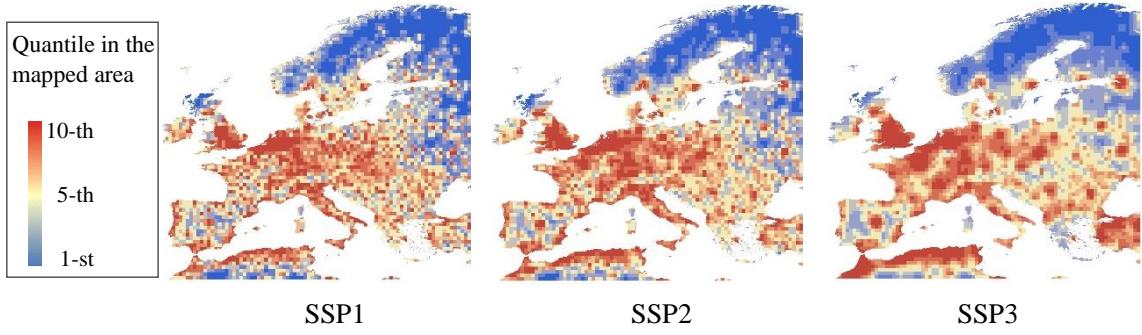 Quantile in the
mapped area
10-th
5-th
1-st
SSP1
SSP2
SSP3